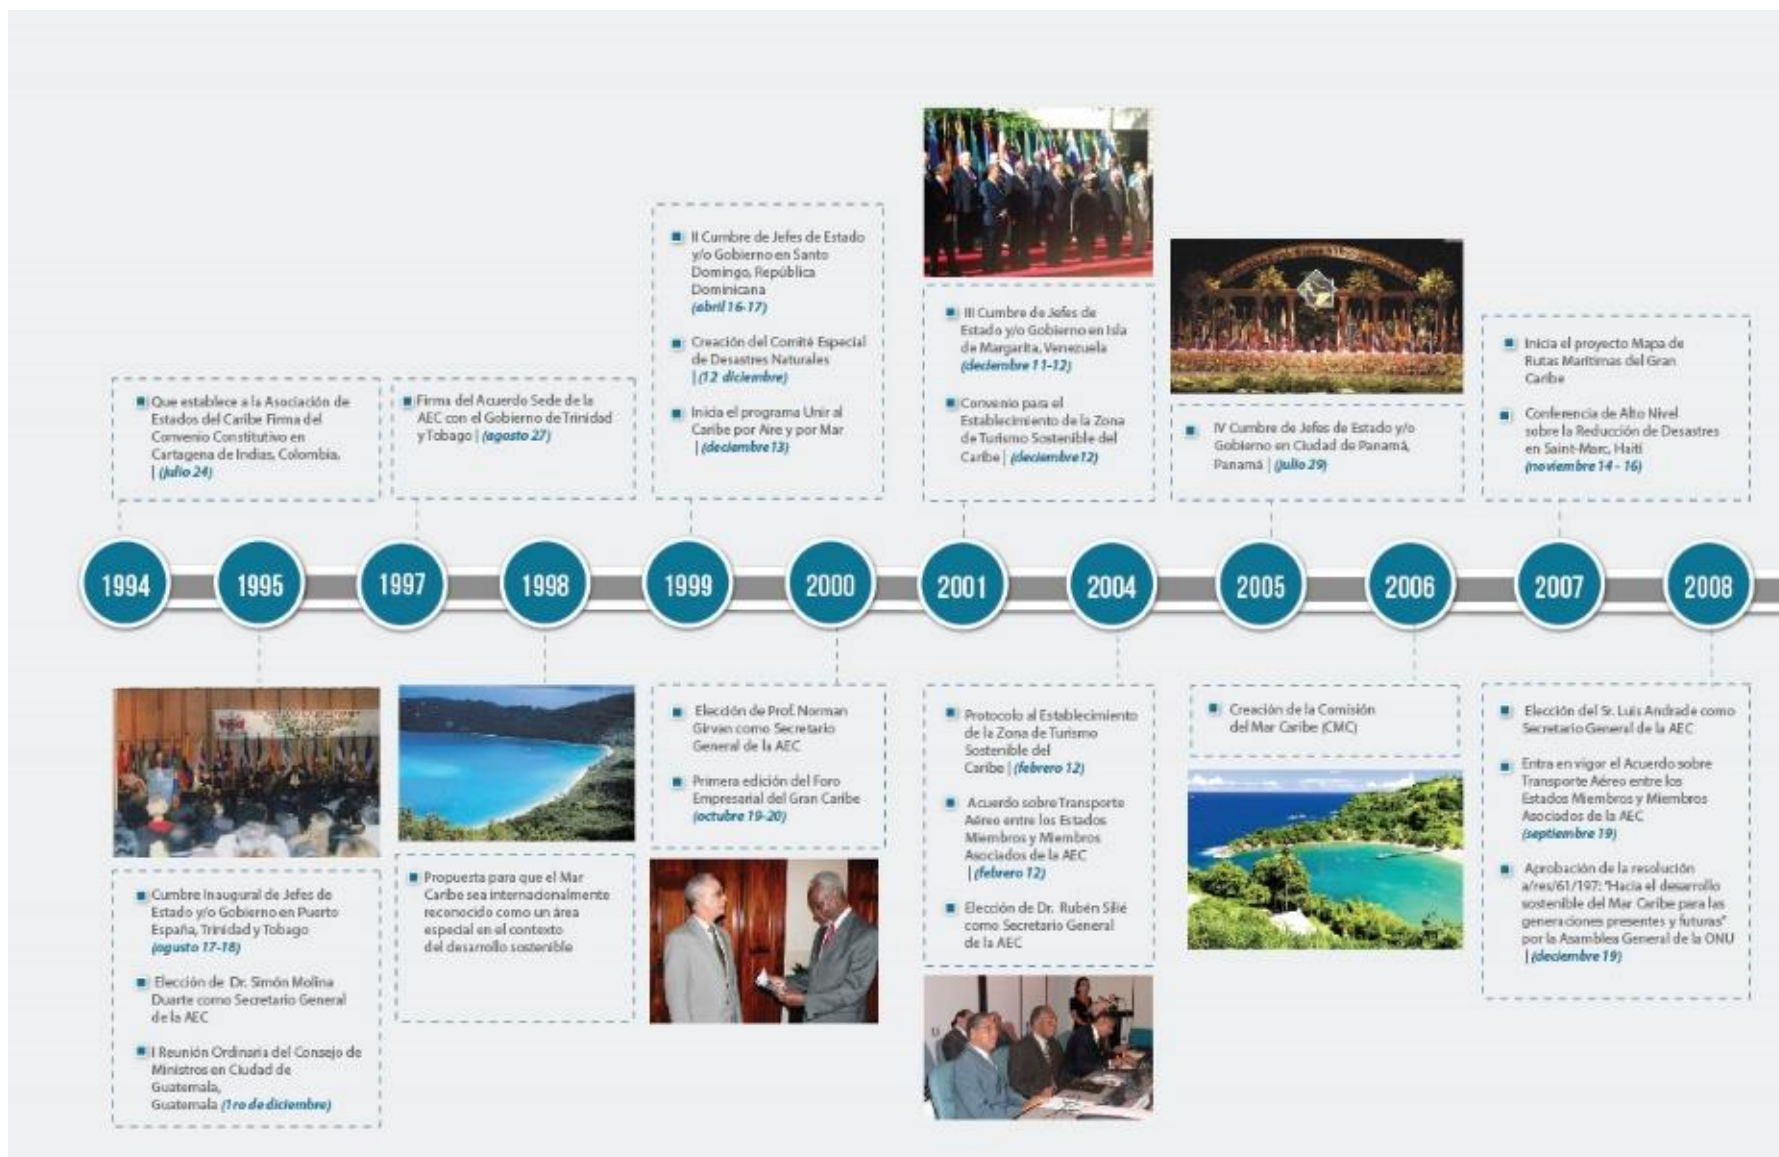 II Cumbre de Jefes de Estado
y/o Gobierno en Santo
Domingo, República
Dominicana
(abril 16-17)
Creación del Comité Especial
de Desastres Naturales
| (12 diciembre)
Inicia el programa Unir al
Caribe por Aire y por Mar
| (deciembre 13)
III Cumbre de Jefes de
Estado y/o Gobierno en Isla
de Margarita, Venezuela
(deciembre 11-12)
Convenio para el
Establecimiento de la Zona
de Turismo Sostenible del
Caribe | (deciembre 12)
Inicia el proyecto Mapa de
Rutas Marítimas del Gran
Caribe
Conferencia de Alto Nivel
sobre la Reducción de Desastres
en Saint-Marc, Haití
(noviembre 14 - 16)
Que establece a la Asociación de
Estados del Caribe Firma del
Convenio Constitutivo en
Cartagena de Indias, Colombia.
| (Julio 24)
Firma del Acuerdo Sede de la
AEC con el Gobierno de Trinidad
y Tobago | (agosto 27)
IV Cumbre de Jefes de Estado y/o
Gobierno en Ciudad de Panamá,
Panamá | (Julio 29)
1994 1995 1997 1998 1999 2000 2001 2004 2005 2006 2007 2008
Cumbre Inaugural de Jefes de
Estado y/o Gobierno en Puerto
España, Trinidad y Tobago
(agusto 17-18)
Elección de Dr. Simón Molina
Duarte como Secretario General
de la AEC
I Reunión Ordinaria del Consejo de
Ministros en Ciudad de
Guatemala,
Guatemala (1ro de diciembre)
Propuesta para que el Mar
Caribe sea internacionalmente
reconocido como un área
especial en el contexto
del desarrollo sostenible
Elección de Prof. Norman
Girvan como Secretario
General de la AEC
Primera edición del Foro
Empresarial del Gran Caribe
(octubre 19-20)
Protocolo al Establecimiento
de la Zona de Turismo
Sostenible del
Caribe | (febrero 12)
Acuerdo sobre Transporte
Aéreo entre los Estados
Miembros y Miembros
Asociados de la AEC
| (febrero 12)
Elección de Dr. Rubén Silié
como Secretario General
de la AEC
Creación de la Comisión
del Mar Caribe (CMC)
Elección del Sr. Luis Andrade como
Secretario General de la AEC
Entra en vigor el Acuerdo sobre
Transporte Aéreo entre los
Estados Miembros y Miembros
Asociados de la AEC
(septiembre 19)
Aprobación de la resolución
a/res/61/197: "Hacia el desarrollo
sostenible del Mar Caribe para las
generaciones presentes y futuras"
por la Asamblea General de la ONU
| (deciembre 19)